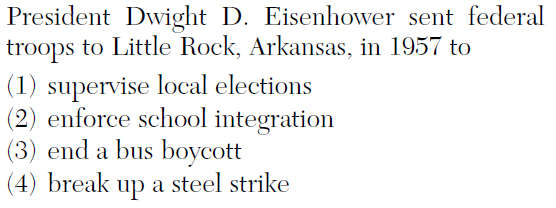 President Dwight D. Eisenhower sent federal
troops to Little Rock, Arkansas, in 1957 to
(1) supervise local elections
(2) enforce school integration
(3) end a bus boycott
(4) break up a steel strike